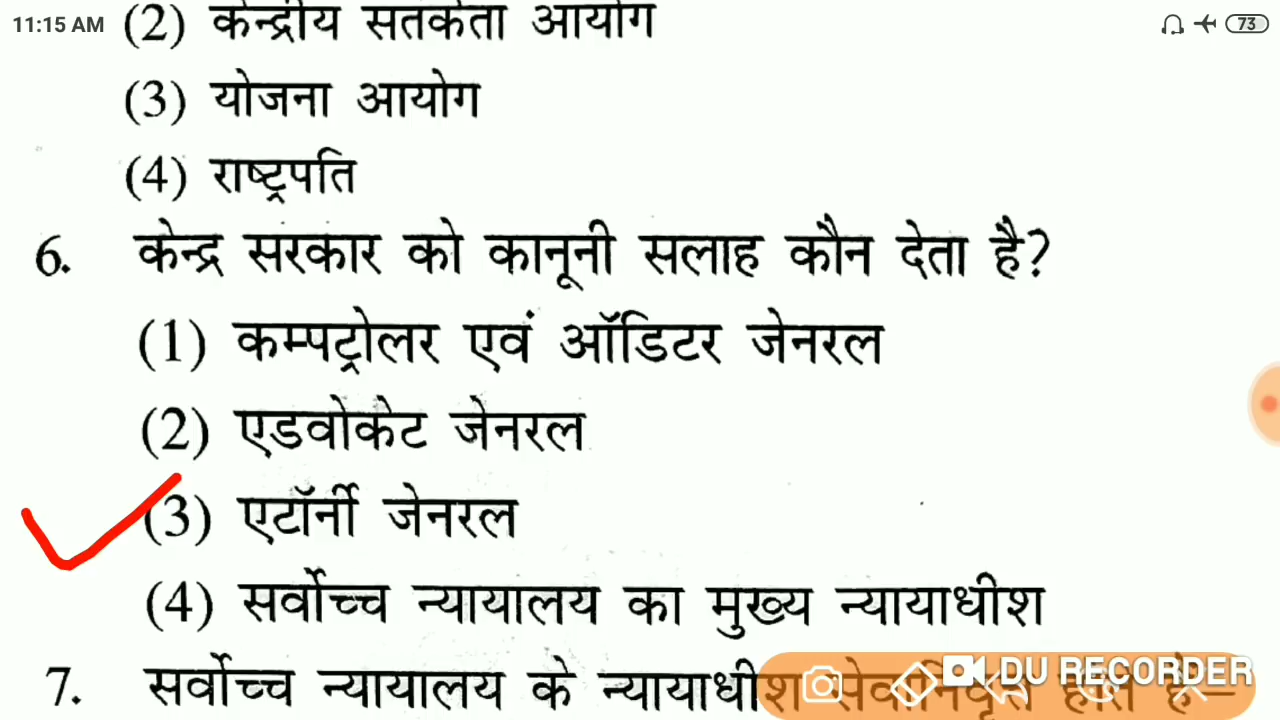 11:15 AM 73
(2) केन्द्रीय सतर्कता आयोग
(3) योजना आयोग
(4) राष्ट्रपति
6. केन्द्र सरकार को कानूनी सलाह कौन देता है?
(1) कम्पट्रोलर एवं ऑडिटर जेनरल
(2) एडवोकेट जेनरल
(3) एटॉर्नी जेनरल
(4) सर्वोच्च न्यायालय का मुख्य न्यायाधीश
7. सर्वोच्च न्यायालय के न्यायाधीश सेवानिवृत्त होते है–
DU RECORDER